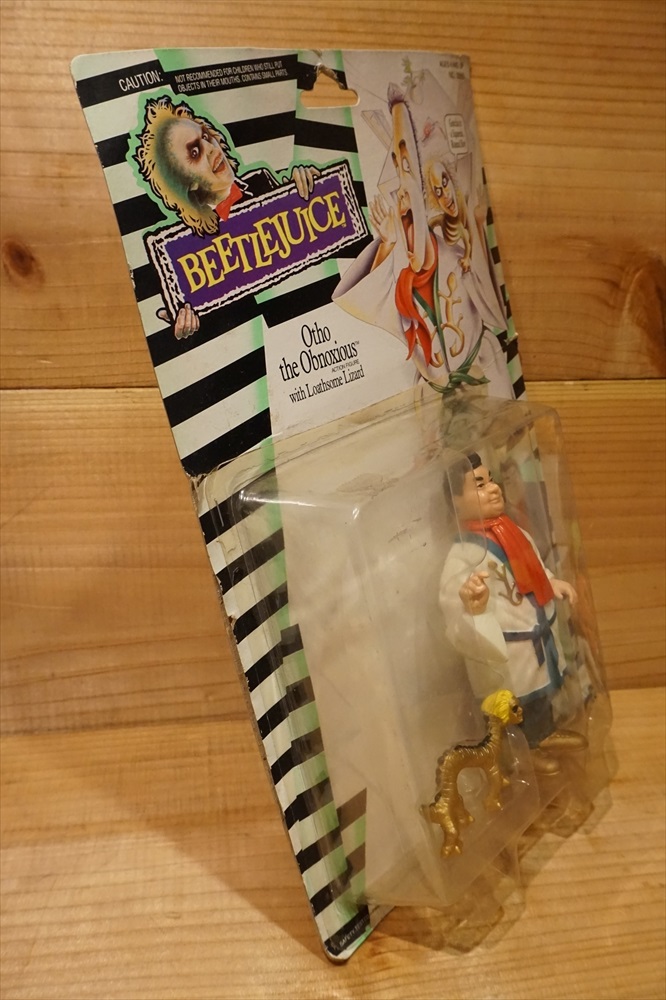 CAUTION: NOT RECOMMENDED FOR CHILDREN WHO STILL PUT
OBJECTS IN THEIR MOUTHS. CONTAINS SMALL PARTS.
BEETLEJUICE
Otho
the Obnoxious™
ACTION FIGURE
with Loathsome Lizard